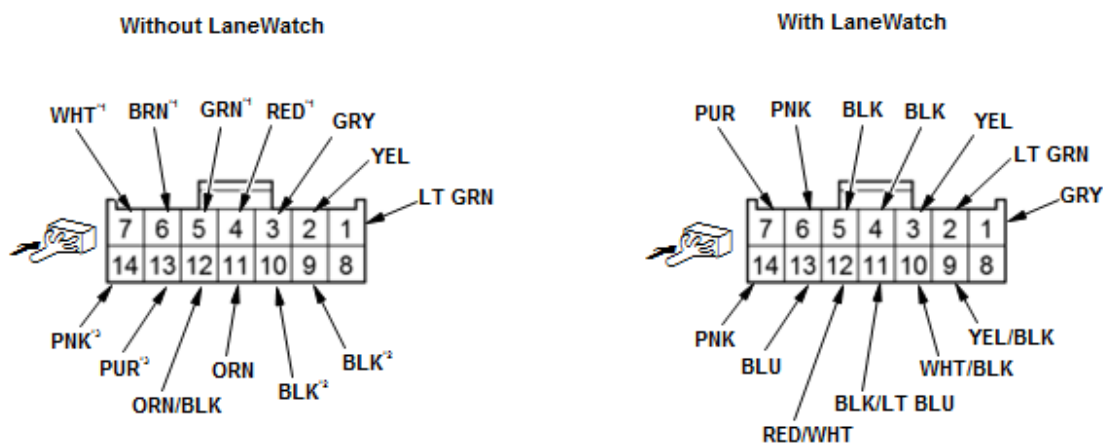 Without LaneWatch
With LaneWatch
WHT*1 BRN*1 GRN*1 RED*1 GRY
YEL
LT GRN
7 6 5 4 3 2 1
14 13 12 11 10 9 8
PNK*3
PUR*3
ORN/BLK
ORN
BLK*2
BLK*2
PUR PNK BLK BLK YEL
LT GRN
GRY
7 6 5 4 3 2 1
14 13 12 11 10 9 8
PNK
BLU
RED/WHT
BLK/LT BLU
WHT/BLK
YEL/BLK